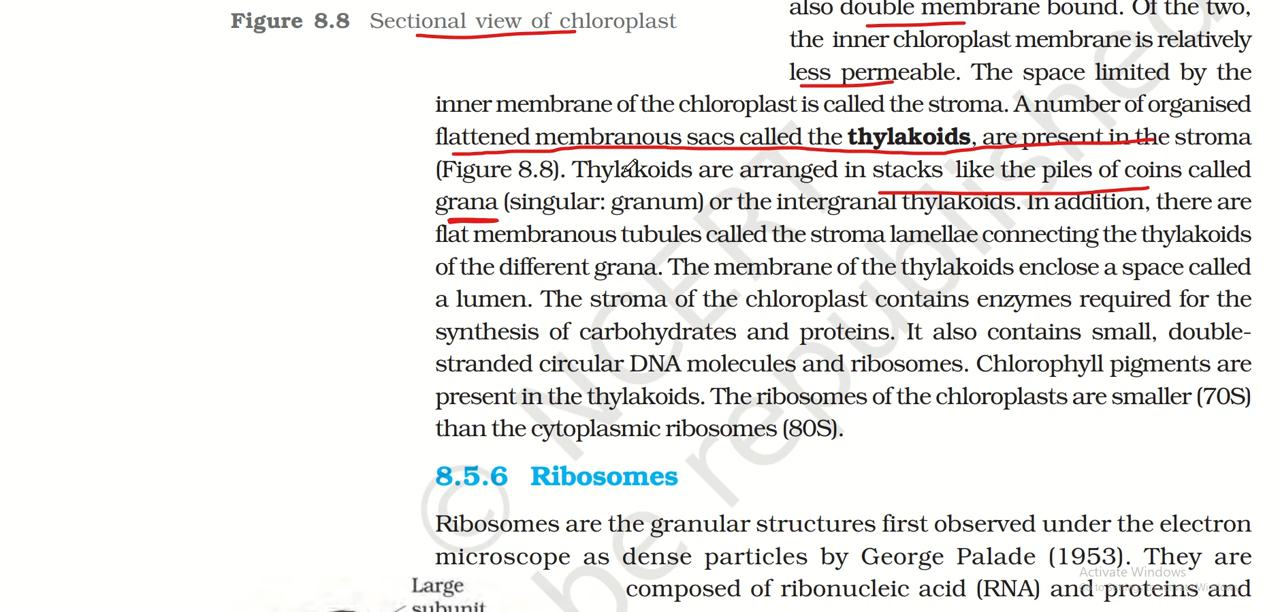 also double membrane bound. Of the two,
Figure 8.8 Sectional view of chloroplast
the inner chloroplast membrane is relatively
less permeable. The space limited by the
inner membrane of the chloroplast is called the stroma. A number of organised
flattened membranous sacs called the thylakoids, are present in the stroma
(Figure 8.8). Thylakoids are arranged in stacks like the piles of coins called
grana (singular: granum) or the intergranal thylakoids. In addition, there are
flat membranous tubules called the stroma lamellae connecting the thylakoids
of the different grana. The membrane of the thylakoids enclose a space called
a lumen. The stroma of the chloroplast contains enzymes required for the
synthesis of carbohydrates and proteins. It also contains small, double-
stranded circular DNA molecules and ribosomes. Chlorophyll pigments are
present in the thylakoids. The ribosomes of the chloroplasts are smaller (70S)
than the cytoplasmic ribosomes (80S).
8.5.6 Ribosomes
Ribosomes are the granular structures first observed under the electron
microscope as dense particles by George Palade (1953). They are
composed of ribonucleic acid (RNA) and proteins and
Large
subunit
© NCERT
be republished
Activate Windows